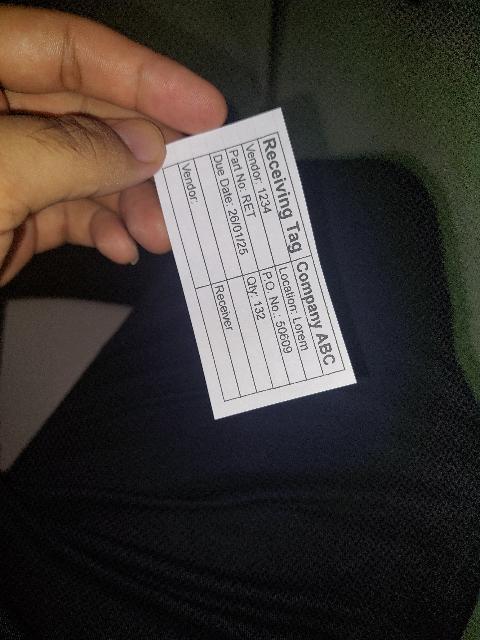 Receiving Tag Company ABC
Vendor: 1234 Location: Lorem
Part No: RET P.O. No.: 50609
Due Date: 26/01/25 Qty: 132
Vendor: Receiver